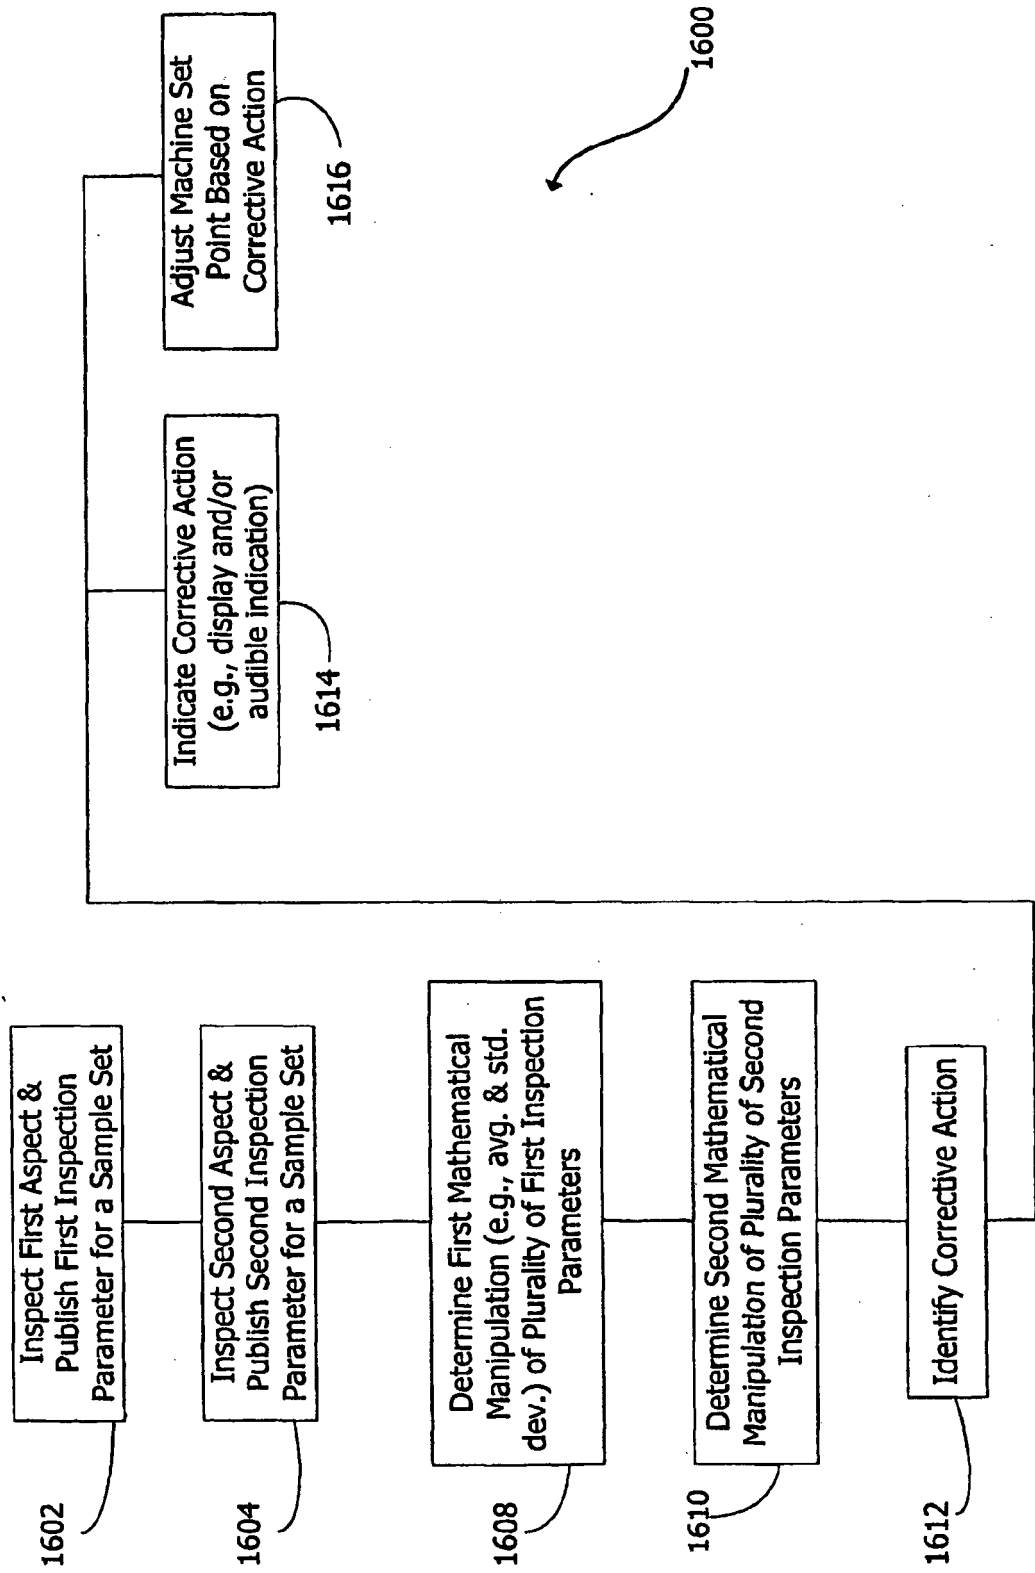 Inspect First Aspect &
Publish First Inspection
Parameter for a Sample Set
1602
Inspect Second Aspect &
Publish Second Inspection
Parameter for a Sample Set
1604
Determine First Mathematical
Manipulation (e.g., avg. & std.
dev.) of Plurality of First Inspection
Parameters
1608
Determine Second Mathematical
Manipulation of Plurality of Second
Inspection Parameters
1610
Identify Corrective Action
1612
Indicate Corrective Action
(e.g., display and/or
audible indication)
1614
Adjust Machine Set
Point Based on
Corrective Action
1616
1600